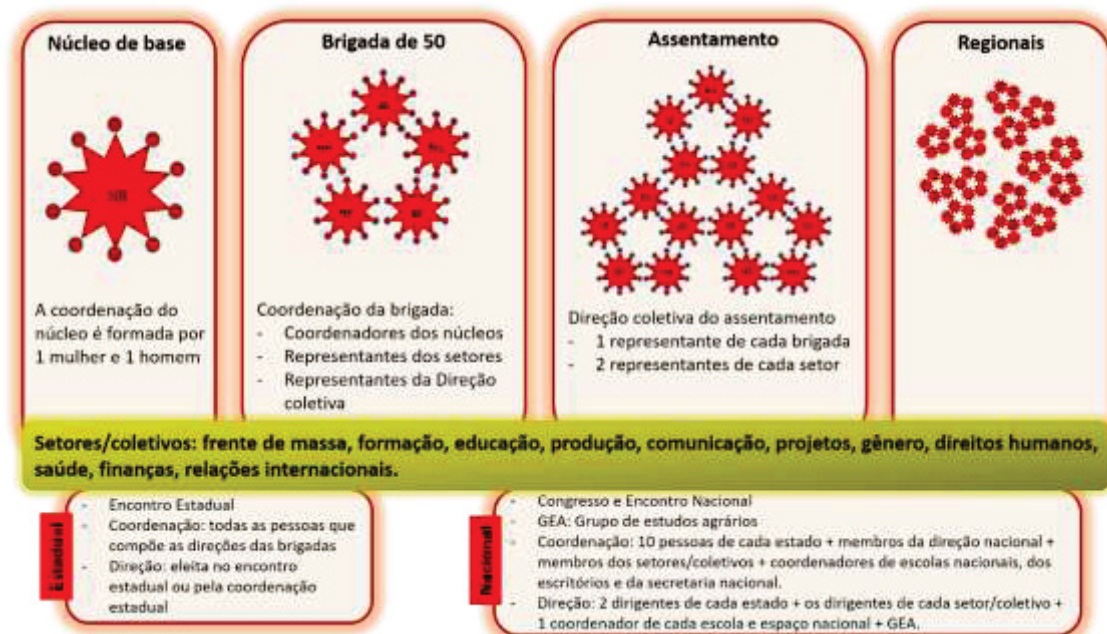 Núcleo de base
A coordenação do
núcleo é formada por
1 mulher e 1 homem
Brigada de 50
Coordenação da brigada:
- Coordenadores dos núcleos
- Representantes dos setores
- Representantes da Direção
coletiva
Assentamento
Direção coletiva do assentamento
- 1 representante de cada brigada
- 2 representantes de cada setor
Regionais
Setores/coletivos: frente de massa, formação, educação, produção, comunicação, projetos, gênero, direitos humanos,
saúde, finanças, relações internacionais.
Estadual
- Encontro Estadual
- Coordenação: todas as pessoas que
compõe as direções das brigadas
- Direção: eleita no encontro
estadual ou pela coordenação
estadual
Nacional
- Congresso e Encontro Nacional
- GEA: Grupo de estudos agrários
- Coordenação: 10 pessoas de cada estado + membros da direção nacional +
membros dos setores/coletivos + coordenadores de escolas nacionais, dos
escritórios e da secretaria nacional.
- Direção: 2 dirigentes de cada estado + os dirigentes de cada setor/coletivo +
1 coordenador de cada escola e espaço nacional + GEA.